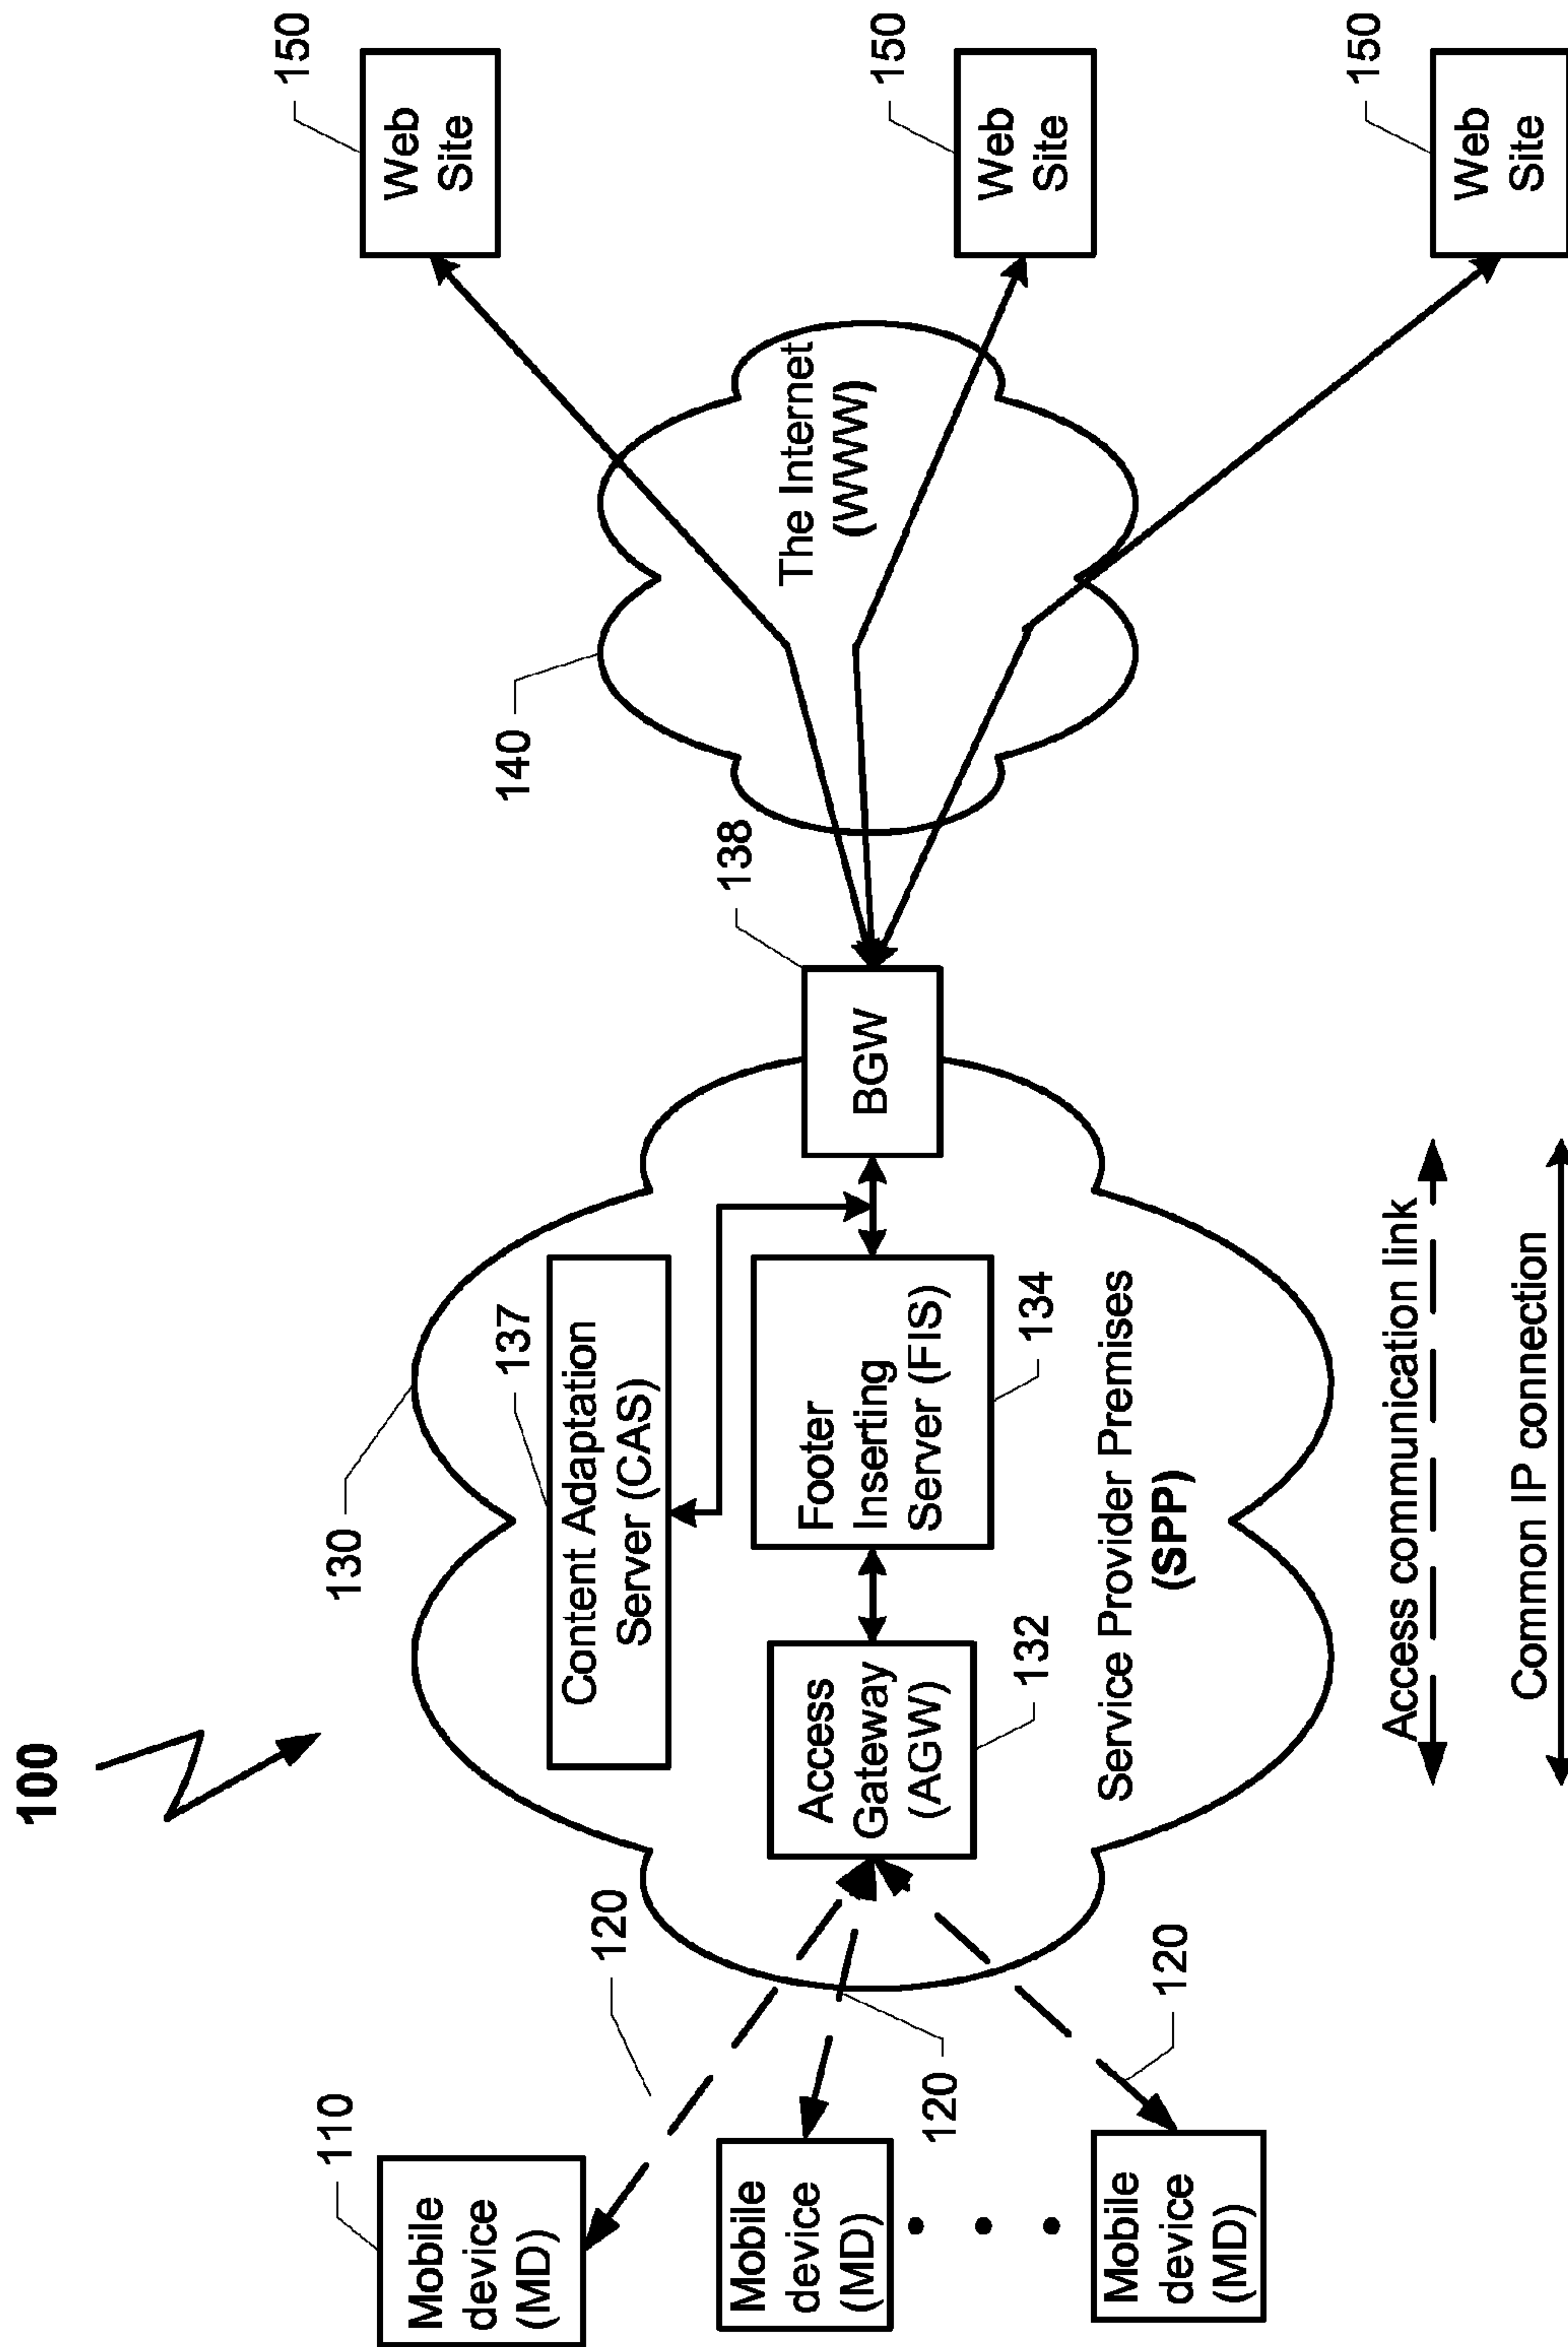 100
110
Mobile
device
(MD)
Mobile
device
(MD)
Mobile
device
(MD)
120
120
120
130
Content Adaptation
Server (CAS)
137
Access
Gateway
(AGW)
132
Footer
Inserting
Server (FIS)
134
Service Provider Premises
(SPP)
BGW
138
140
The Internet
(WWW)
Web
Site
150
Web
Site
150
Web
Site
150
Access communication link
Common IP connection